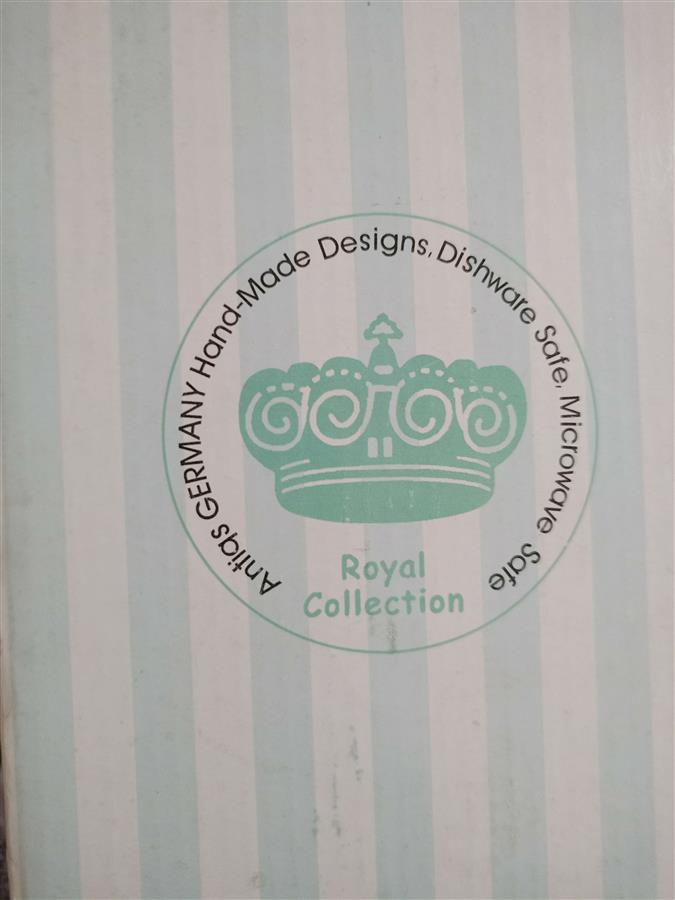 Antiqs GERMANY Hand-Made Designs, Dishware Safe, Microwave Safe
Royal
Collection